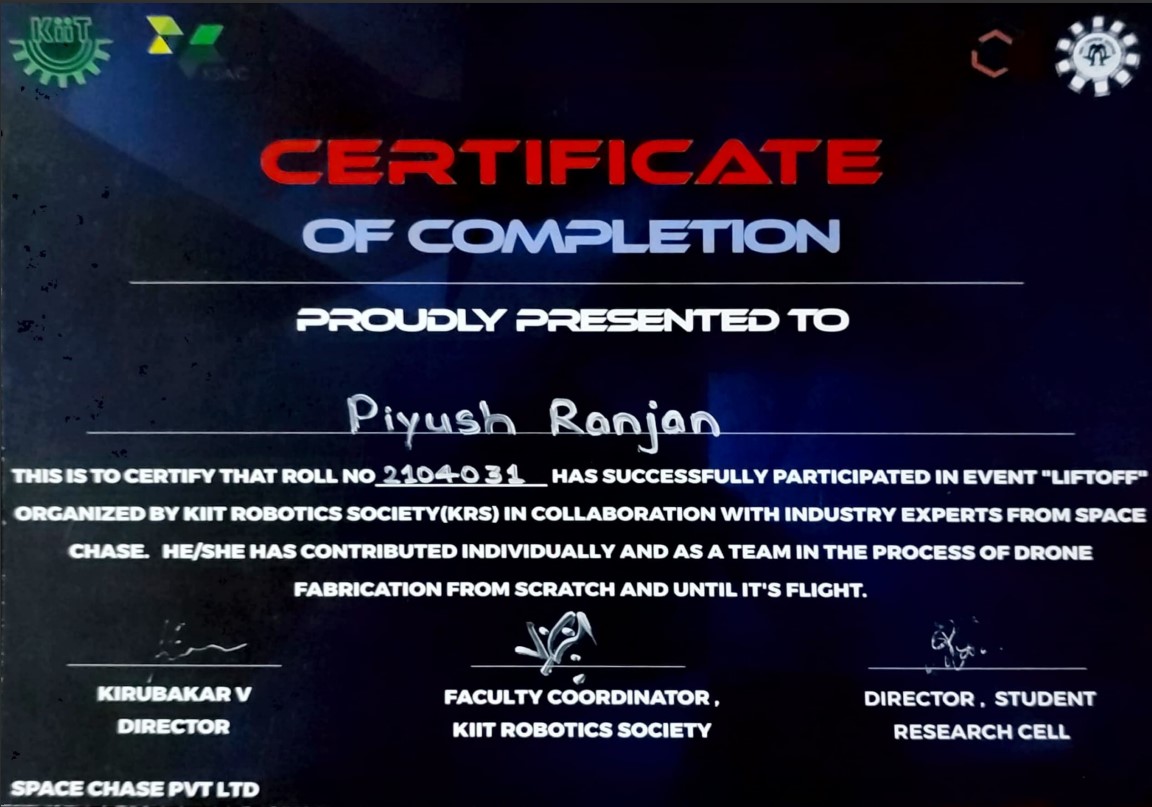 KiiT
KSAC
CERTIFICATE
OF COMPLETION
PROUDLY PRESENTED TO
Piyush Ranjan
THIS IS TO CERTIFY THAT ROLL NO 2104031 HAS SUCCESSFULLY PARTICIPATED IN EVENT "LIFTOFF"
ORGANIZED BY KIIT ROBOTICS SOCIETY(KRS) IN COLLABORATION WITH INDUSTRY EXPERTS FROM SPACE
CHASE. HE/SHE HAS CONTRIBUTED INDIVIDUALLY AND AS A TEAM IN THE PROCESS OF DRONE
FABRICATION FROM SCRATCH AND UNTIL IT'S FLIGHT.
KIRUBAKAR V
DIRECTOR
SPACE CHASE PVT LTD
FACULTY COORDINATOR,
KIIT ROBOTICS SOCIETY
DIRECTOR, STUDENT
RESEARCH CELL